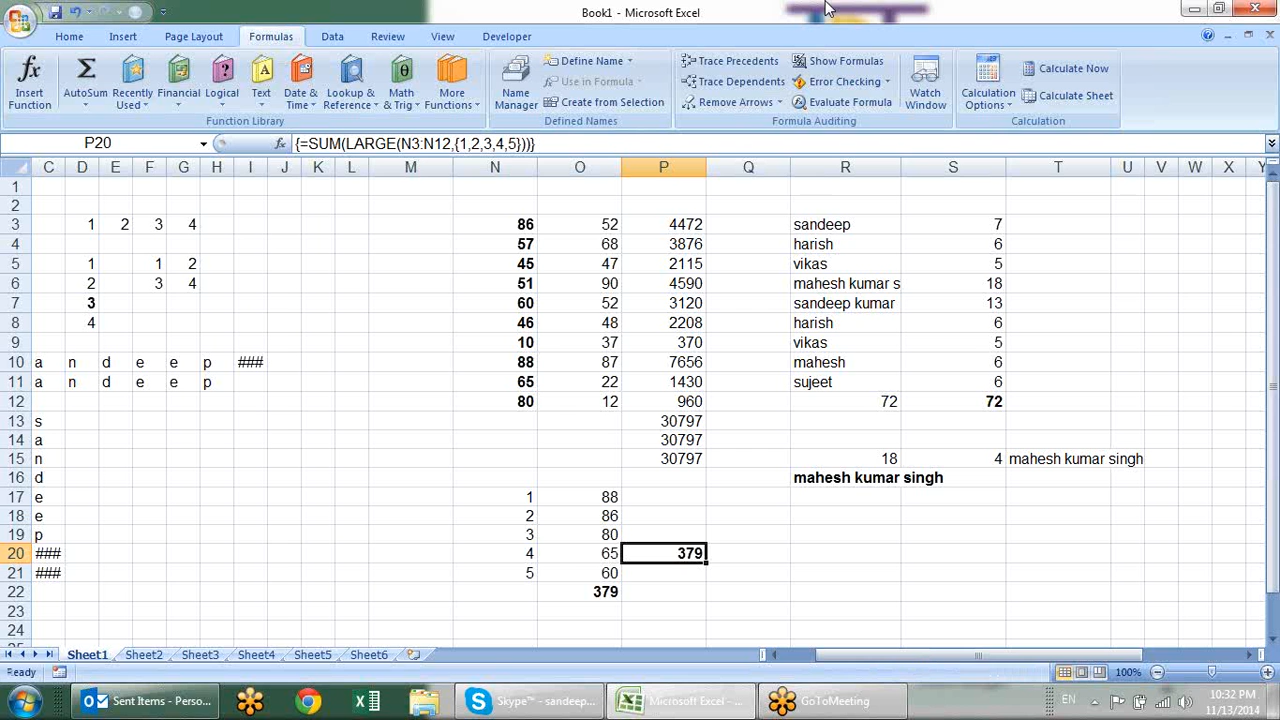 Book1 - Microsoft Excel
Home Insert Page Layout Formulas Data Review View Developer
fx Insert Function
Σ AutoSum
Recently Used
Financial
Logical
Text
Date & Time
Lookup & Reference
Math & Trig
More Functions
Function Library
Name Manager
Define Name
Use in Formula
Create from Selection
Defined Names
Trace Precedents
Trace Dependents
Remove Arrows
Show Formulas
Error Checking
Evaluate Formula
Watch Window
Formula Auditing
Calculation Options
Calculate Now
Calculate Sheet
Calculation
P20 fx {=SUM(LARGE(N3:N12,{1,2,3,4,5}))}
C D E F G H I J K L M N O P Q R S T U V W X Y
1
2
3 1 2 3 4 86 52 4472 sandeep 7
4 57 68 3876 harish 6
5 1 1 2 45 47 2115 vikas 5
6 2 3 4 51 90 4590 mahesh kumar s 18
7 3 60 52 3120 sandeep kumar 13
8 4 46 48 2208 harish 6
9 10 37 370 vikas 5
10 a n d e e p ### 88 87 7656 mahesh 6
11 a n d e e p 65 22 1430 sujeet 6
12 80 12 960 72 72
13 s 30797
14 a 30797
15 n 30797 18 4 mahesh kumar singh
16 d mahesh kumar singh
17 e 1 88
18 e 2 86
19 p 3 80
20 ### 4 65 379
21 ### 5 60
22 379
23
24
Sheet1 Sheet2 Sheet3 Sheet4 Sheet5 Sheet6
Ready 100%
Sent Items - Perso...
Skype™ - sandeep...
Microsoft Excel - ...
GoToMeeting
EN
10:32 PM
11/13/2014